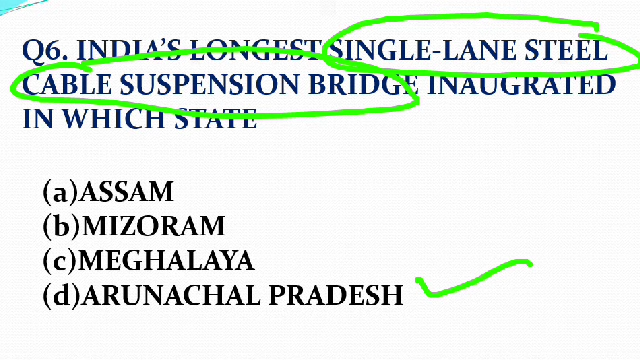 Q6. INDIA'S LONGEST SINGLE-LANE STEEL
CABLE SUSPENSION BRIDGE INAUGRATED
IN WHICH STATE
(a)ASSAM
(b)MIZORAM
(c)MEGHALAYA
(d)ARUNACHAL PRADESH